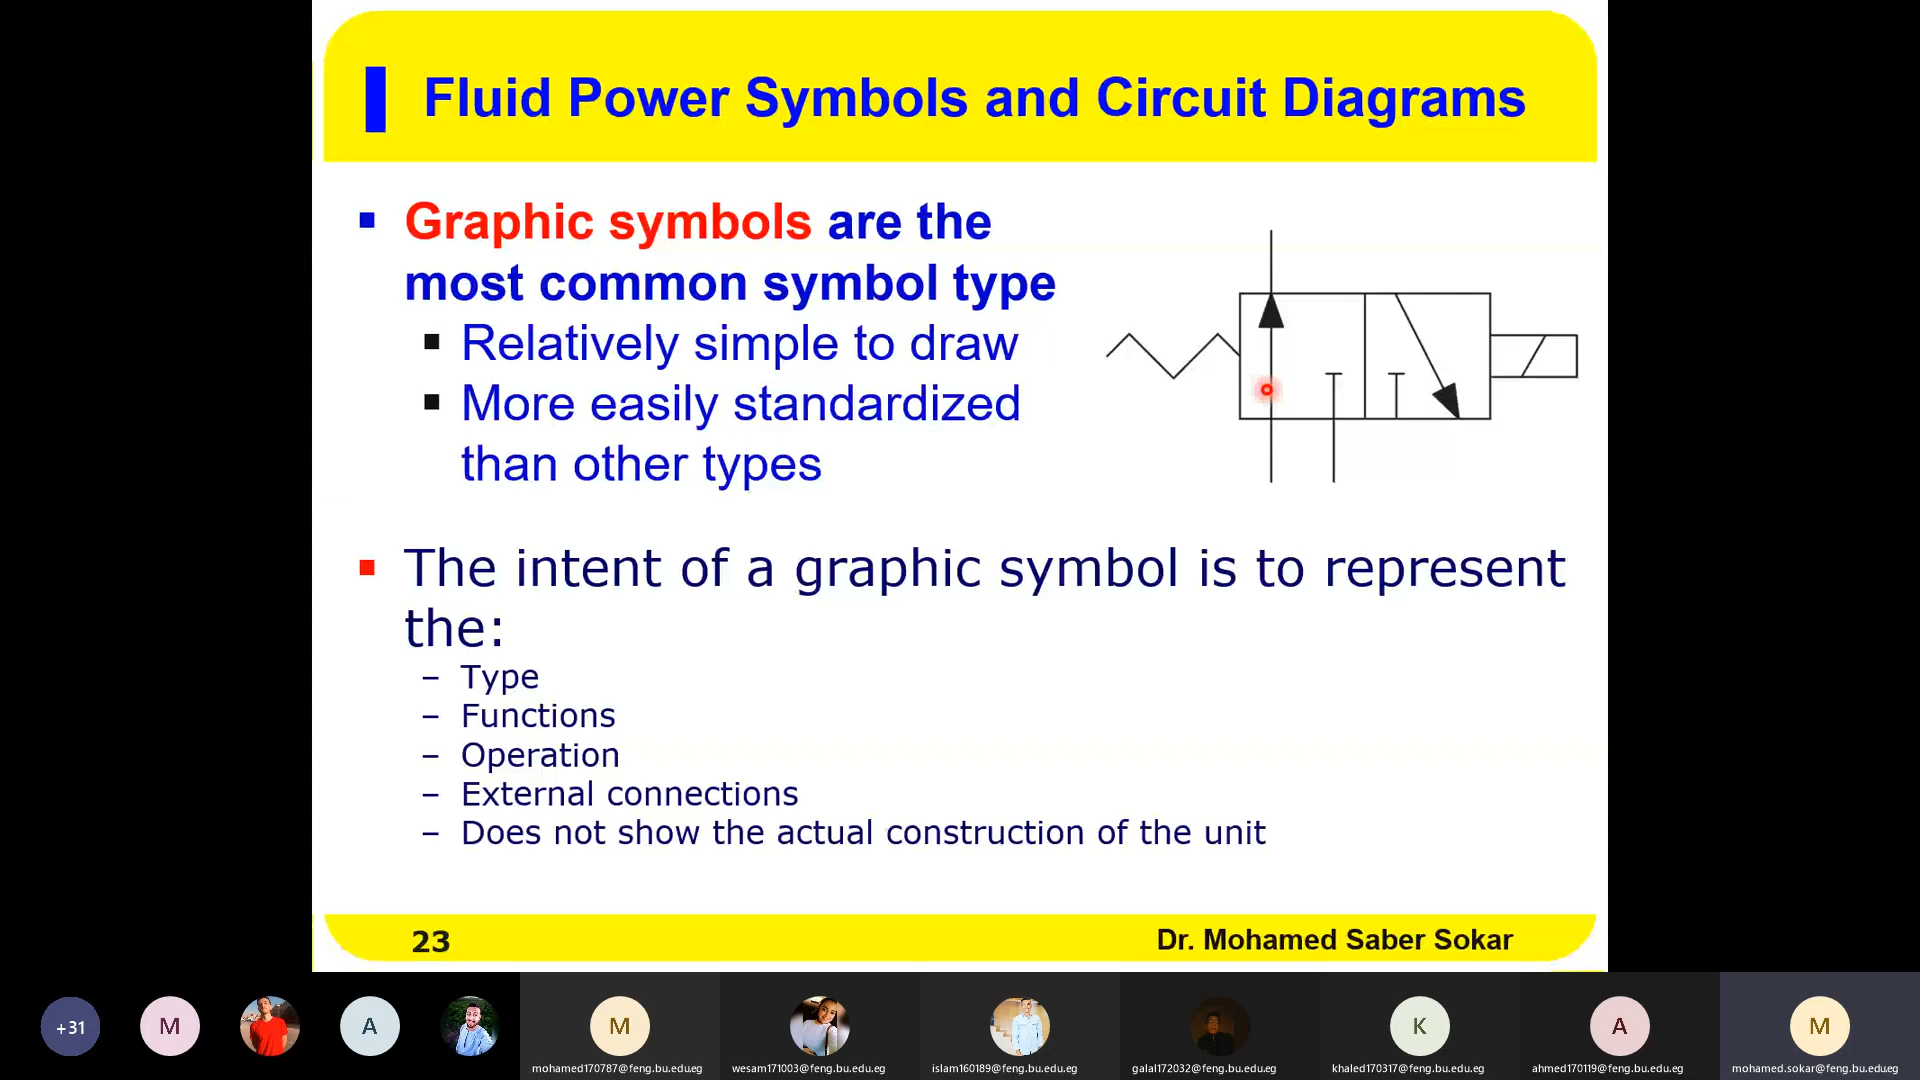 Fluid Power Symbols and Circuit Diagrams
Graphic symbols are the
most common symbol type
Relatively simple to draw
More easily standardized
than other types
The intent of a graphic symbol is to represent
the:
– Type
– Functions
– Operation
– External connections
– Does not show the actual construction of the unit
23
Dr. Mohamed Saber Sokar
+31
M
A
M
K
A
M
mohamed170787@feng.bu.edu.eg
wesam171003@feng.bu.edu.eg
islam160189@feng.bu.edu.eg
galal172032@feng.bu.edu.eg
khaled170317@feng.bu.edu.eg
ahmed170119@feng.bu.edu.eg
mohamed.sokar@feng.bu.edu.eg